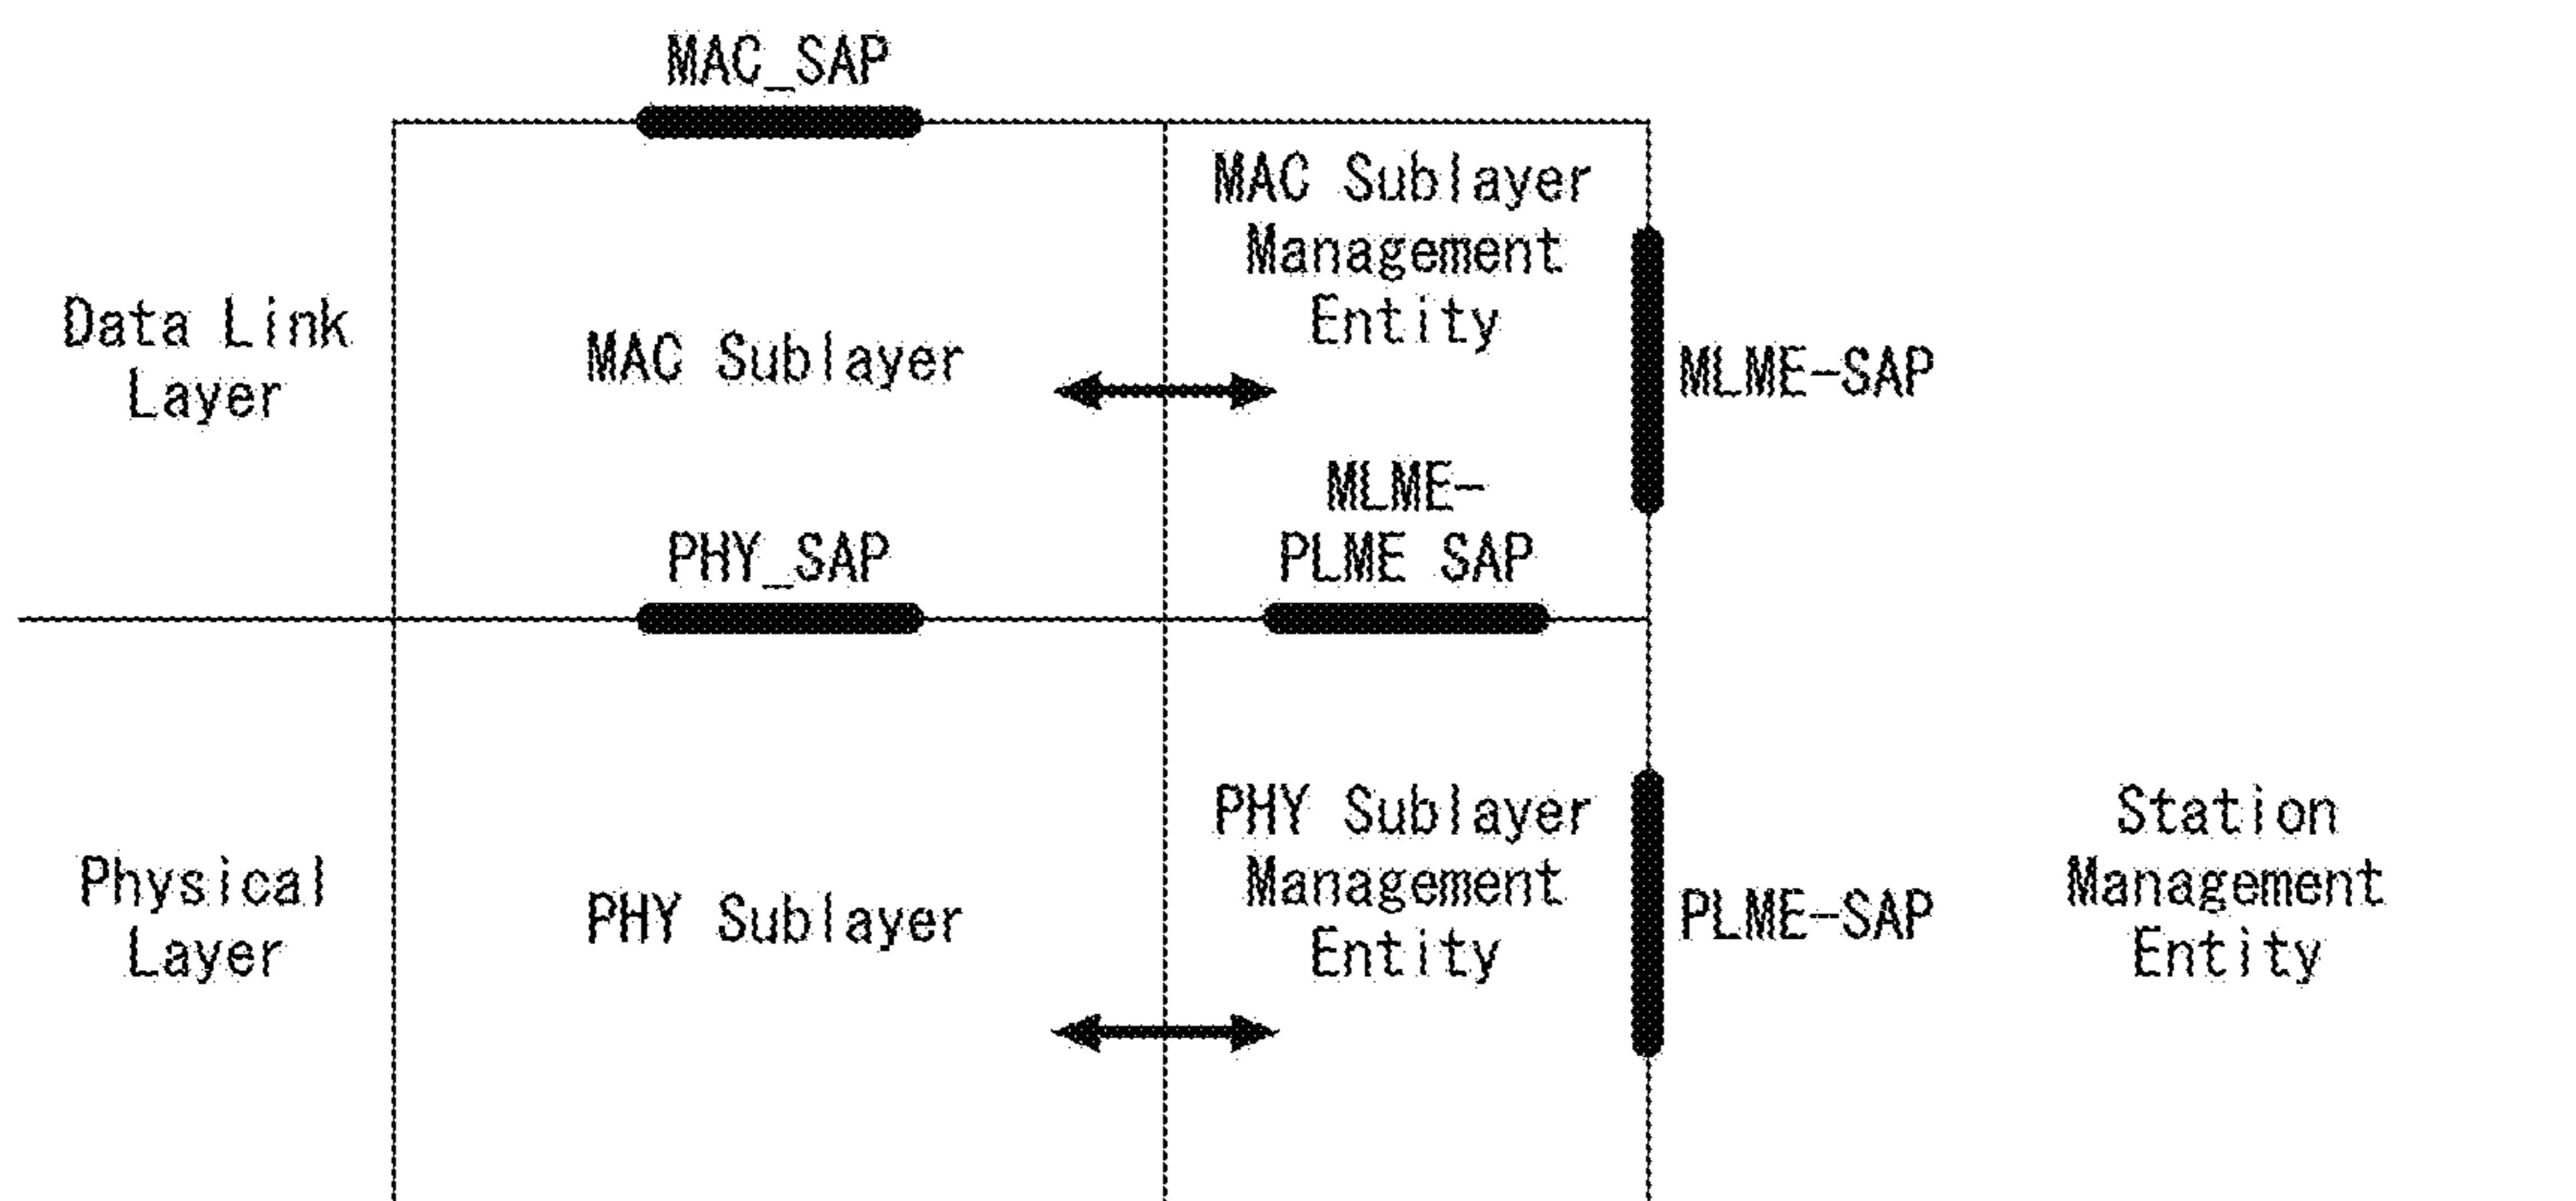 MAC_SAP
MAC Sublayer
Management
Entity
Data Link
Layer
MAC Sublayer
MLME-SAP
MLME-
PLME SAP
PHY_SAP
PHY Sublayer
Management
Entity
Physical
Layer
PHY Sublayer
PLME-SAP
Station
Management
Entity